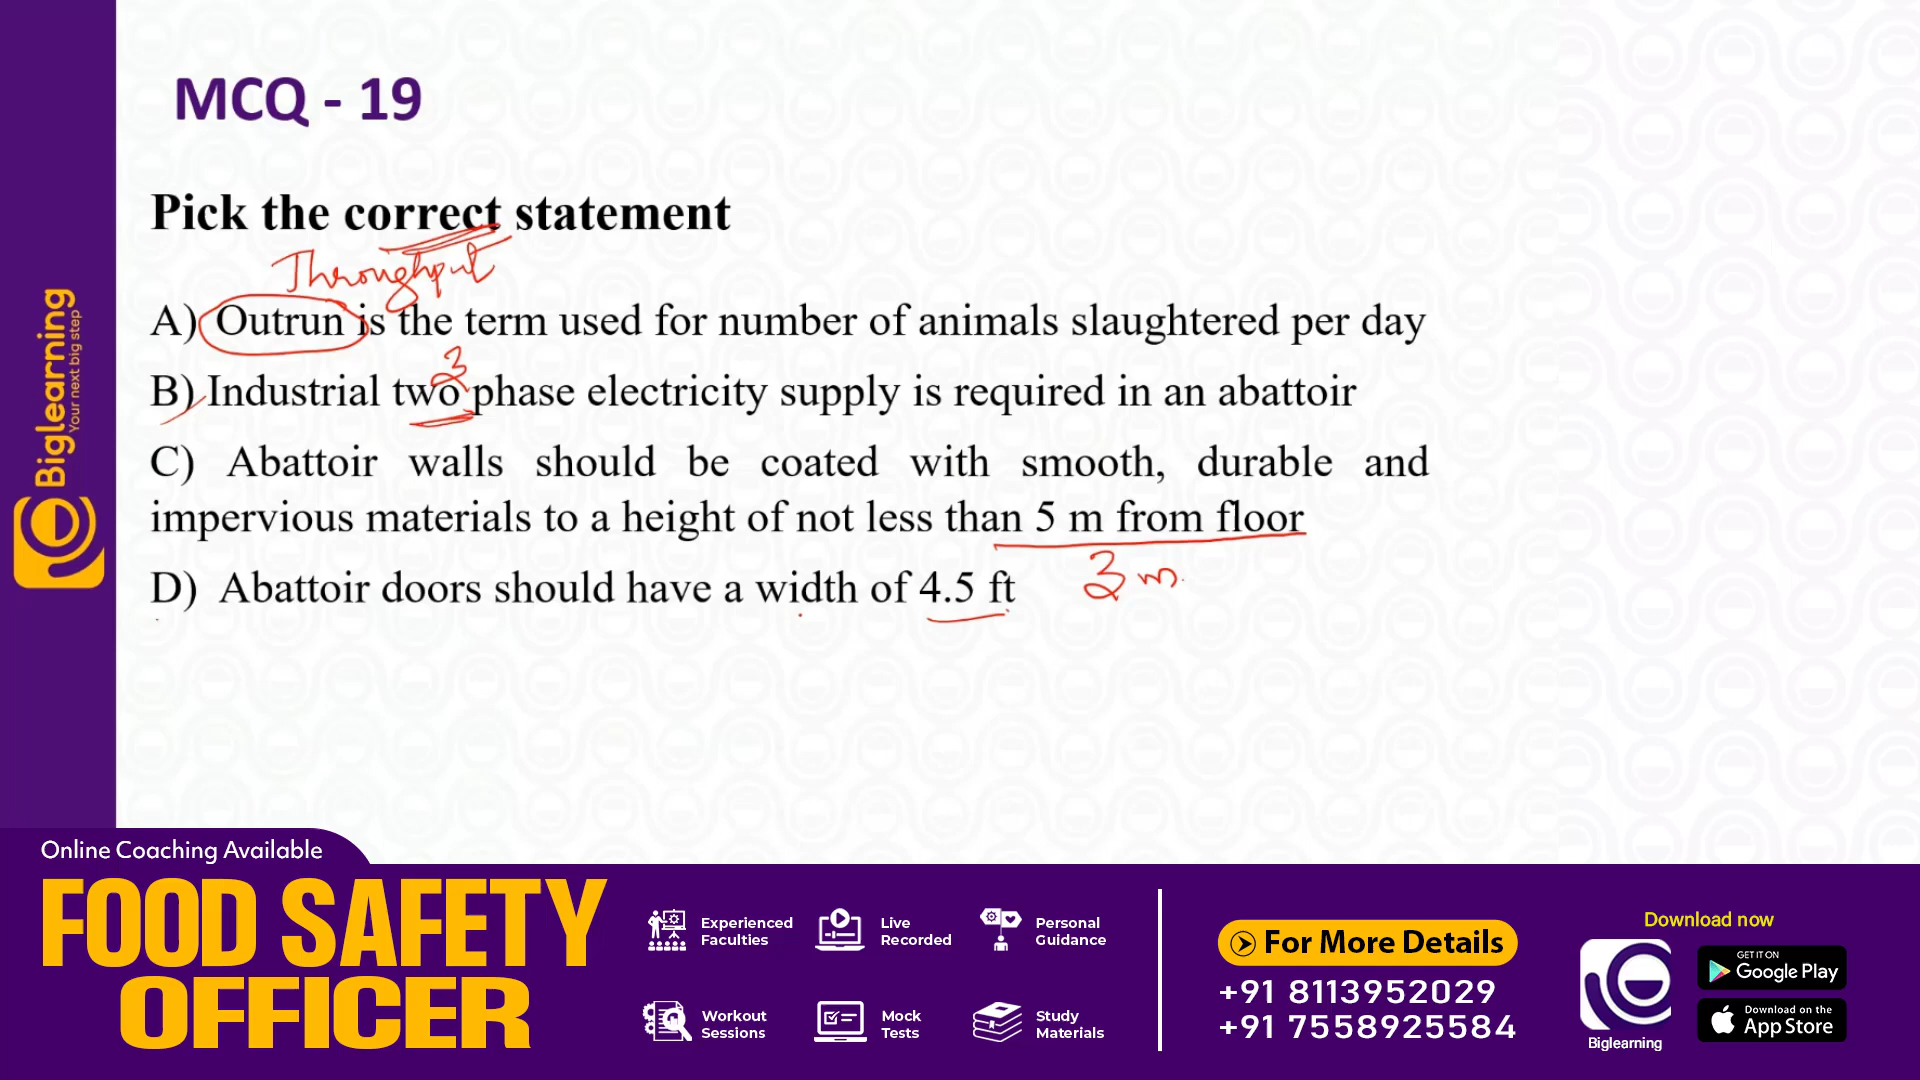 MCQ - 19
Pick the correct statement
Throughput
A) Outrun is the term used for number of animals slaughtered per day
3
B) Industrial two phase electricity supply is required in an abattoir
C) Abattoir walls should be coated with smooth, durable and
impervious materials to a height of not less than 5 m from floor
3 m.
D) Abattoir doors should have a width of 4.5 ft
Biglearning
Your next big step
Online Coaching Available
FOOD SAFETY
OFFICER
Experienced
Faculties
Live
Recorded
Personal
Guidance
Workout
Sessions
Mock
Tests
Study
Materials
For More Details
+91 8113952029
+91 7558925584
Download now
Biglearning
GET IT ON
Google Play
Download on the
App Store